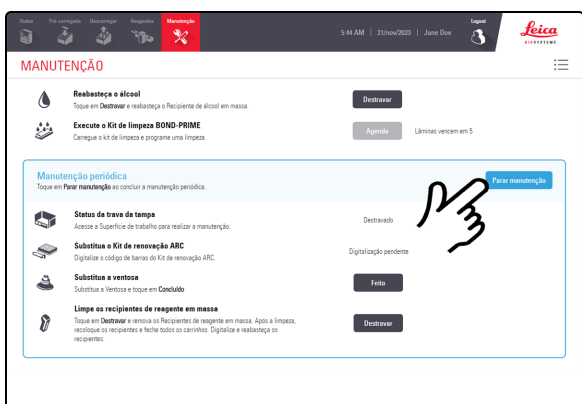 Status Pré-carregado Descarregar Reagentes Manutenção
5:44 AM | 21/nov/2023 | Jane Doe
Logout
Leica
BIOSYSTEMS
MANUTENÇÃO
Reabasteça o álcool
Toque em Destravar e reabasteça o Recipiente de álcool em massa.
Destravar
Execute o Kit de limpeza BOND-PRIME
Carregue o kit de limpeza e programe uma limpeza.
Agenda
Lâminas vencem em 5
Manutenção periódica
Toque em Parar manutenção ao concluir a manutenção periódica.
Parar manutenção
Status da trava da tampa
Acesse a Superfície de trabalho para realizar a manutenção.
Destravado
Substitua o Kit de renovação ARC
Digitalize o código de barras do Kit de renovação ARC.
Digitalização pendente
Substitua a ventosa
Substitua a Ventosa e toque em Concluído
Feito
Limpe os recipientes de reagente em massa
Toque em Destravar e remova os Recipientes de reagente em massa. Após a limpeza,
recoloque os recipientes e feche todos os carrinhos. Digitalize e reabasteça os
recipientes.
Destravar